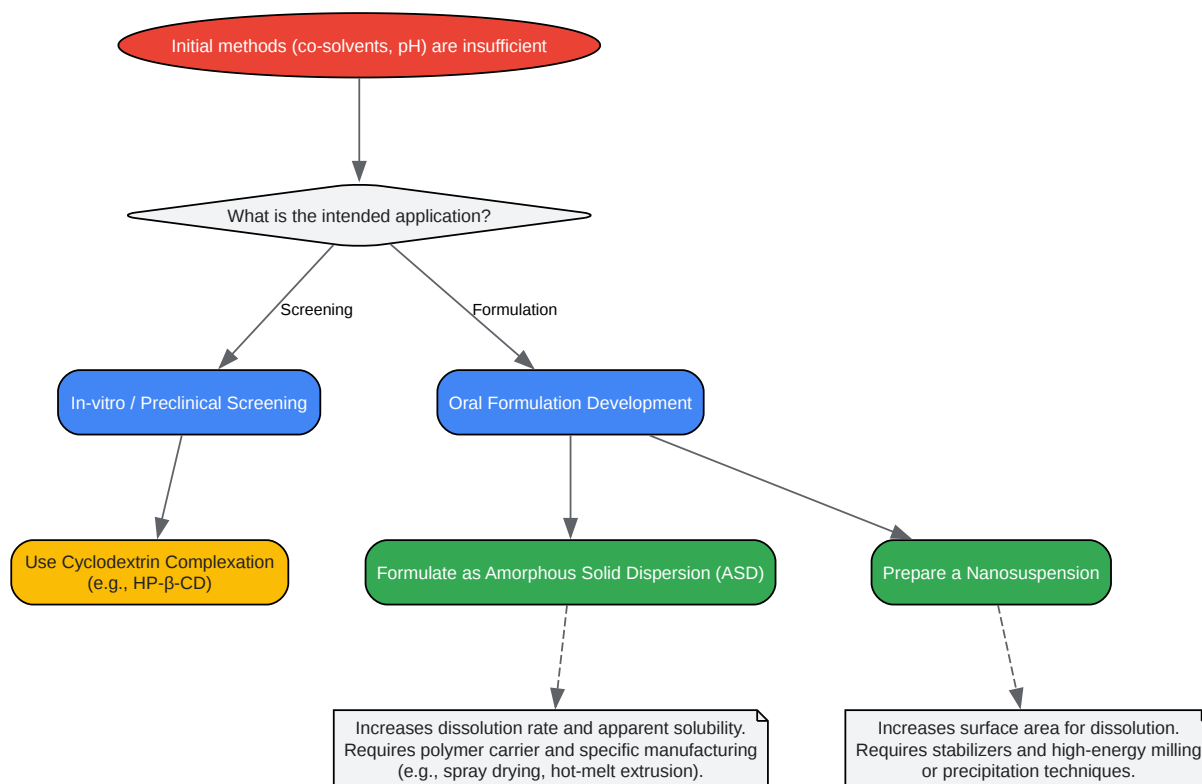 Initial methods (co-solvents, pH) are insufficient
What is the intended application?
Screening
Formulation
In-vitro / Preclinical Screening
Oral Formulation Development
Use Cyclodextrin Complexation
(e.g., HP-β-CD)
Formulate as Amorphous Solid Dispersion (ASD)
Prepare a Nanosuspension
Increases dissolution rate and apparent solubility.
Requires polymer carrier and specific manufacturing
(e.g., spray drying, hot-melt extrusion).
Increases surface area for dissolution.
Requires stabilizers and high-energy milling
or precipitation techniques.